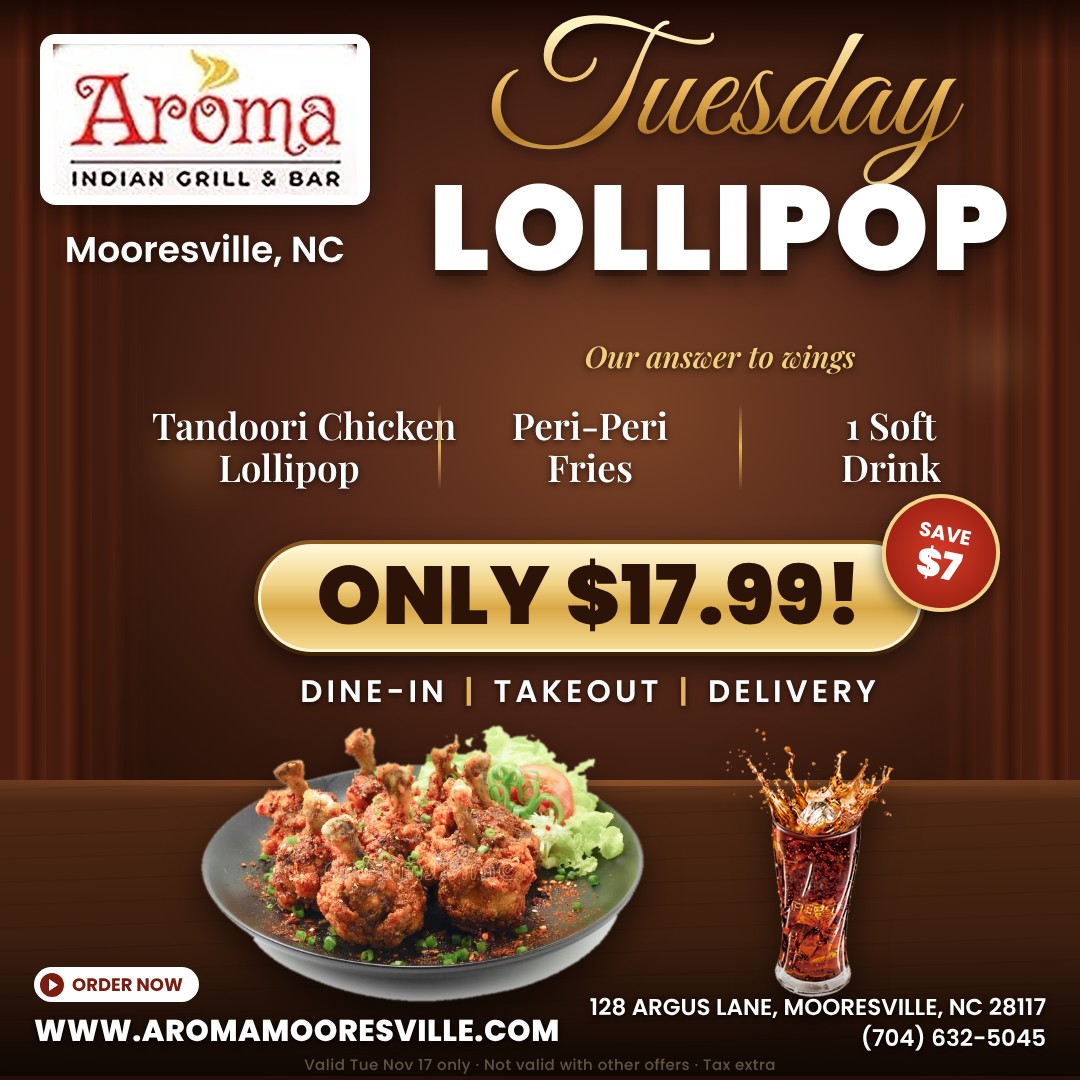 Aroma
INDIAN GRILL & BAR
Mooresville, NC
Tuesday
LOLLIPOP
Our answer to wings
Tandoori Chicken
Lollipop
Peri-Peri
Fries
1 Soft
Drink
SAVE
$7
ONLY $17.99!
DINE-IN | TAKEOUT | DELIVERY
ORDER NOW
WWW.AROMAMOORESVILLE.COM
128 ARGUS LANE, MOORESVILLE, NC 28117
(704) 632-5045
Valid Tue Nov 17 only · Not valid with other offers · Tax extra